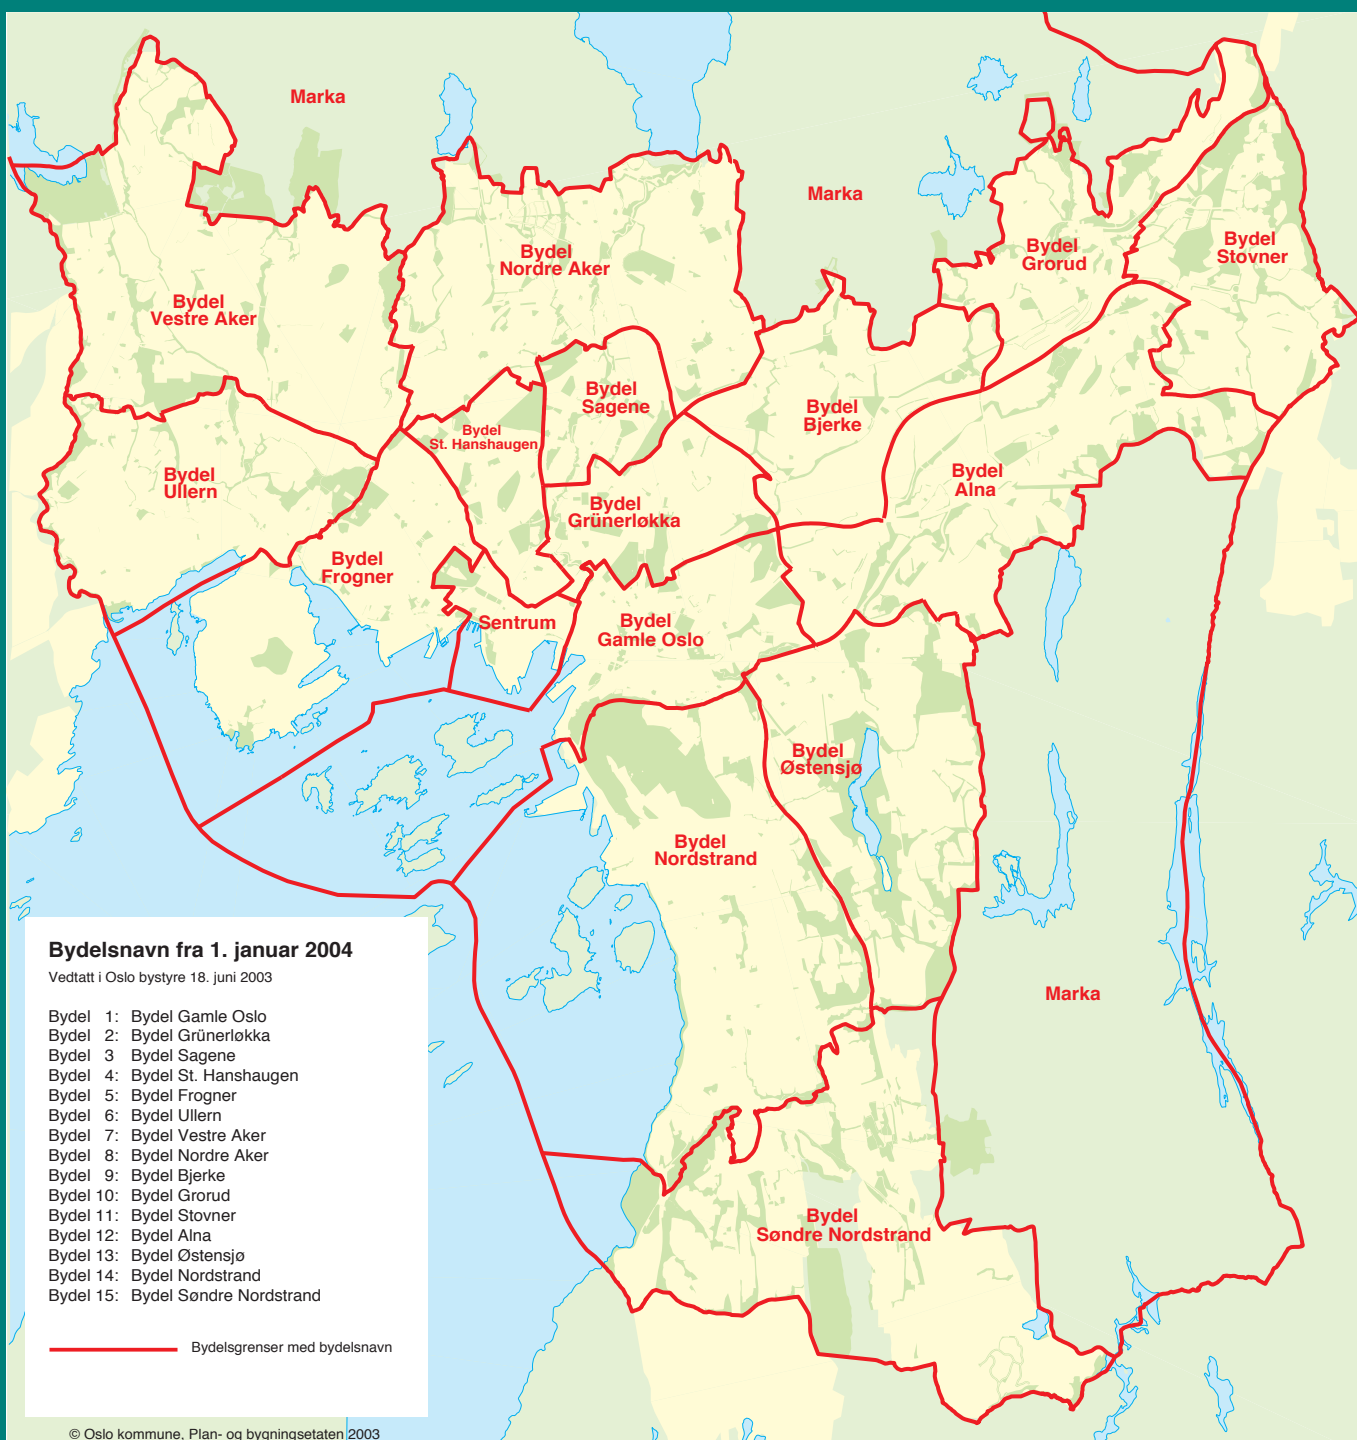 Marka
Marka
Bydel
Nordre Aker
Bydel
Grorud
Bydel
Stovner
Bydel
Vestre Aker
Bydel
Sagene
Bydel
Bjerke
Bydel
St. Hanshaugen
Bydel
Ullern
Bydel
Alna
Bydel
Grünerløkka
Bydel
Frogner
Sentrum
Bydel
Gamle Oslo
Bydel
Østensjø
Bydel
Nordstrand
Marka
Bydel
Søndre Nordstrand
Bydelsnavn fra 1. januar 2004
Vedtatt i Oslo bystyre 18. juni 2003
Bydel 1: Bydel Gamle Oslo
Bydel 2: Bydel Grünerløkka
Bydel 3 Bydel Sagene
Bydel 4: Bydel St. Hanshaugen
Bydel 5: Bydel Frogner
Bydel 6: Bydel Ullern
Bydel 7: Bydel Vestre Aker
Bydel 8: Bydel Nordre Aker
Bydel 9: Bydel Bjerke
Bydel 10: Bydel Grorud
Bydel 11: Bydel Stovner
Bydel 12: Bydel Alna
Bydel 13: Bydel Østensjø
Bydel 14: Bydel Nordstrand
Bydel 15: Bydel Søndre Nordstrand
Bydelsgrenser med bydelsnavn
© Oslo kommune, Plan- og bygningsetaten 2003